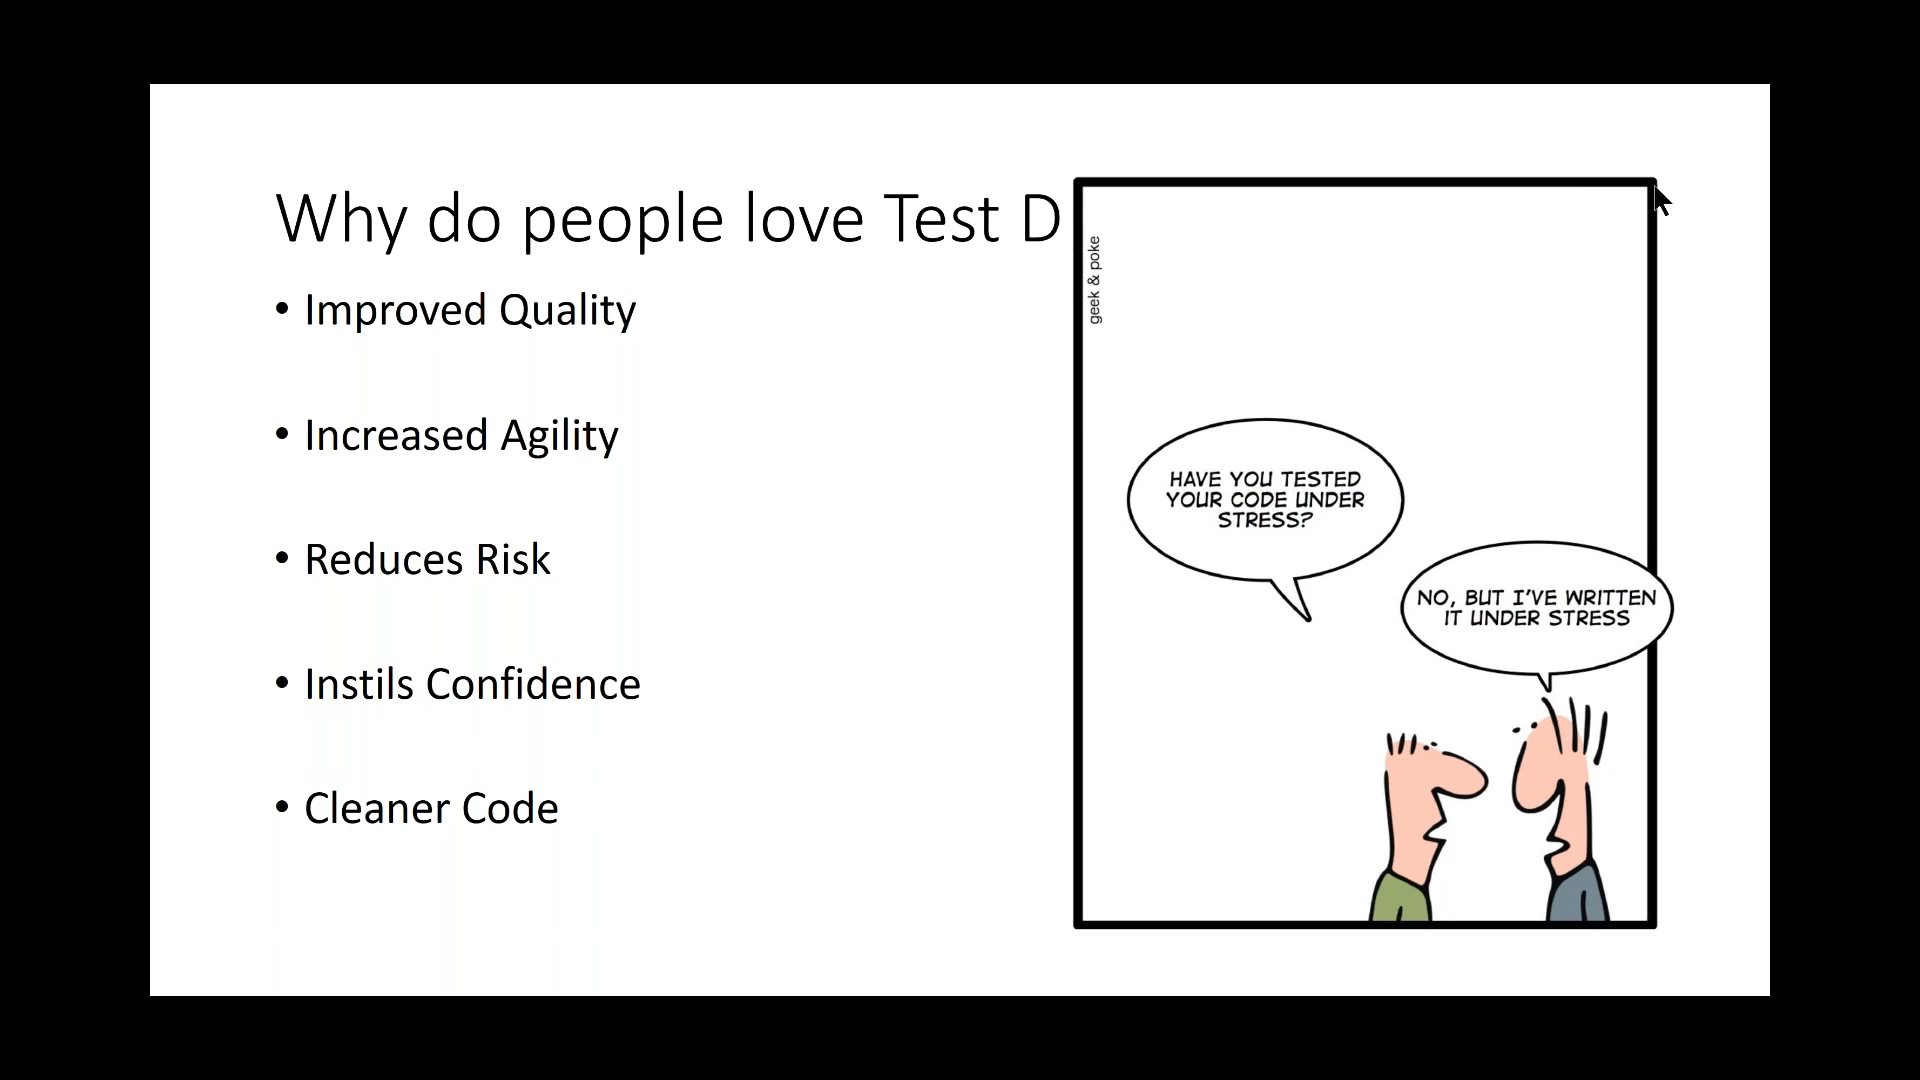 Why do people love Test D
• Improved Quality
• Increased Agility
• Reduces Risk
• Instils Confidence
• Cleaner Code
geek & poke
HAVE YOU TESTED
YOUR CODE UNDER
STRESS?
NO, BUT I'VE WRITTEN
IT UNDER STRESS